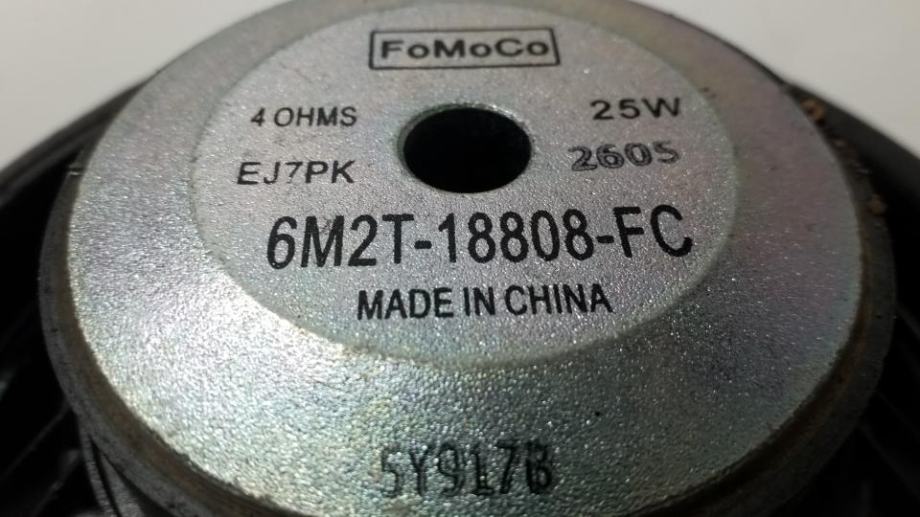 FoMoCo
4 OHMS 25W
EJ7PK 2605
6M2T-18808-FC
MADE IN CHINA
5Y917B